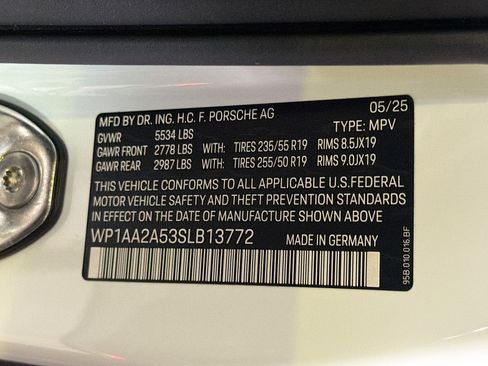 MFD BY DR. ING. H.C. F. PORSCHE AG 05/25
GVWR 5534 LBS TYPE: MPV
GAWR FRONT 2778 LBS WITH: TIRES 235/55 R19 RIMS 8.5JX19
GAWR REAR 2987 LBS WITH: TIRES 255/50 R19 RIMS 9.0JX19
THIS VEHICLE CONFORMS TO ALL APPLICABLE U.S.FEDERAL
MOTOR VEHICLE SAFETY AND THEFT PREVENTION STANDARDS
IN EFFECT ON THE DATE OF MANUFACTURE SHOWN ABOVE
WP1AA2A53SLB13772 MADE IN GERMANY
95B.010.016.BF